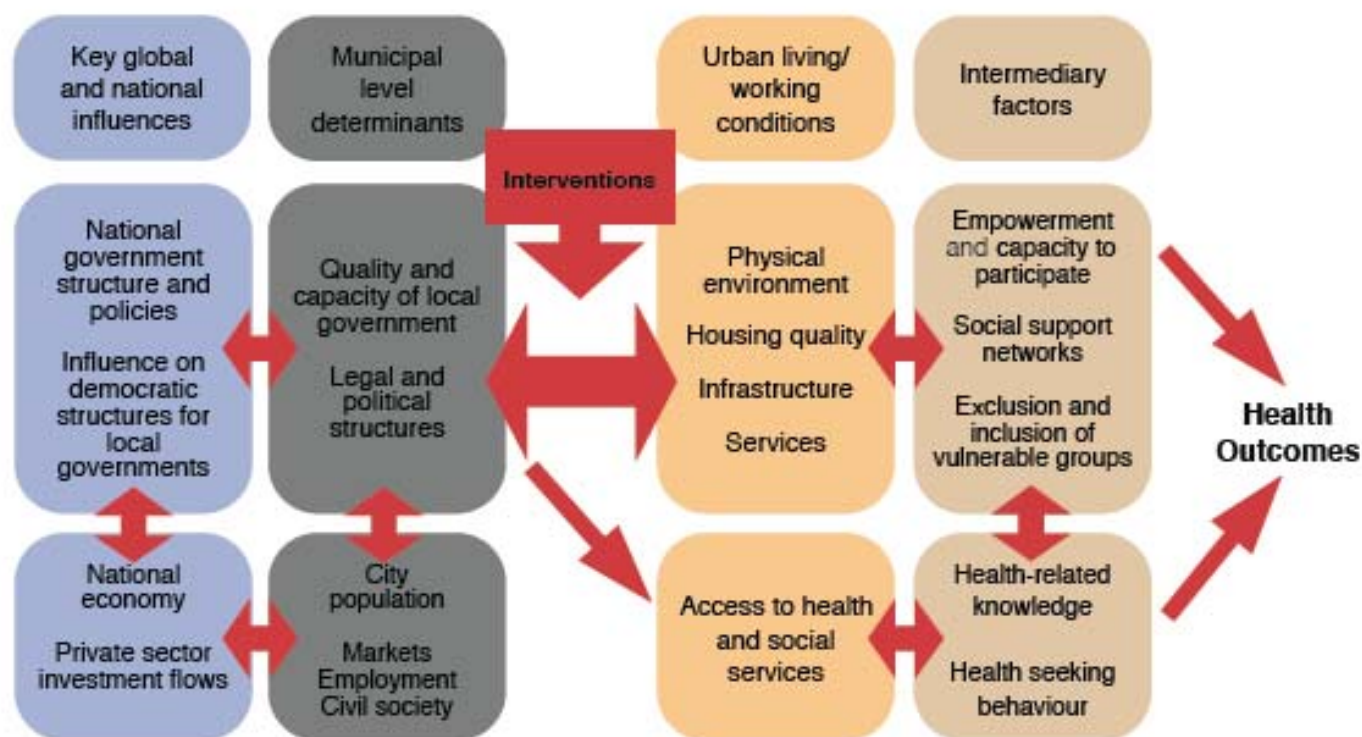 Key global
and national
influences
Municipal
level
determinants
Urban living/
working
conditions
Intermediary
factors
Interventions
National
government
structure and
policies
Influence on
democratic
structures for
local
governments
Quality and
capacity of local
government
Legal and
political
structures
Physical
environment
Housing quality
Infrastructure
Services
Empowerment
and capacity to
participate
Social support
networks
Exclusion and
inclusion of
vulnerable groups
Health
Outcomes
National
economy
Private sector
investment flows
City
population
Markets
Employment
Civil society
Access to health
and social
services
Health-related
knowledge
Health seeking
behaviour